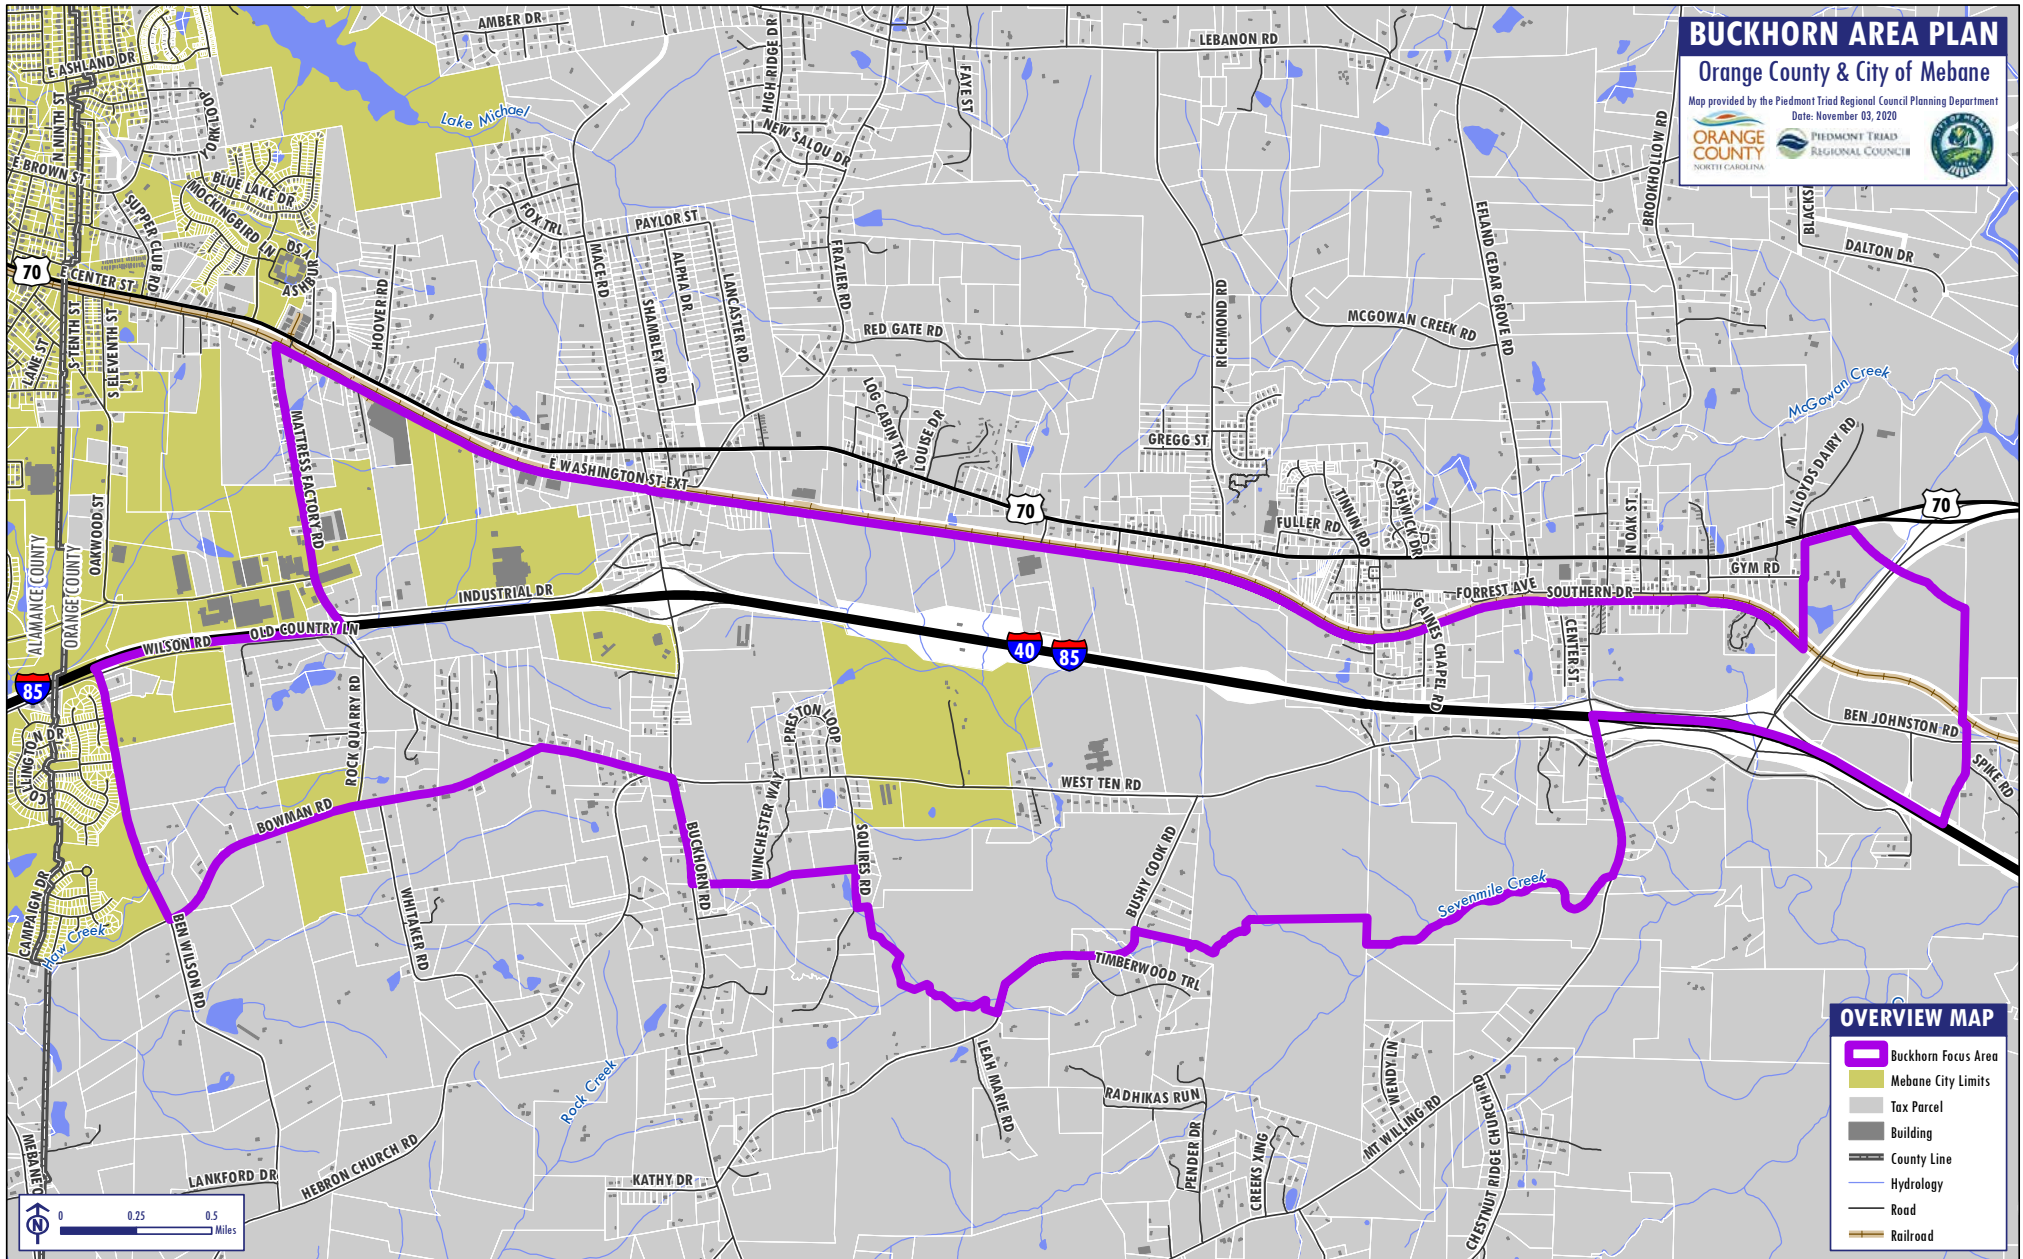 BUCKHORN AREA PLAN
Orange County & City of Mebane
Map provided by the Piedmont Triad Regional Council Planning Department
Date: November 03, 2020
ORANGE
COUNTY
NORTH CAROLINA
PIEDMONT TRIAD
REGIONAL COUNCIL
CITY OF MEBANE
AMBER DR
LEBANON RD
E ASHLAND DR
N NINTH ST
YORK LOOP
HIGH RIDGE DR
FAYE ST
Lake Michael
NEW SALOU DR
BROOKHOLLOW RD
E BROWN ST
BLUE LAKE DR
MOCKINGBIRD LN
SUPPER CLUB RD
FOX TRL
PAYLOR ST
EFLAND CEDAR GROVE RD
DALTON DR
70
E CENTER ST
MACE RD
ALPHA DR
FRAZIER RD
HOOVER RD
LANCASTER RD
SHAMBLEY RD
RICHMOND RD
RED GATE RD
MCGOWAN CREEK RD
LANE ST
S TENTH ST
S ELEVENTH ST
McGowan Creek
LOG CABIN TRL
LOUISE DR
GREGG ST
N LLOYDS DAIRY RD
MATTRESS FACTORY RD
E WASHINGTON ST EXT
70
70
TINNIN RD
ASHWICK DR
FULLER RD
N OAK ST
OAKWOOD ST
GYM RD
ALAMANCE COUNTY
ORANGE COUNTY
INDUSTRIAL DR
FORREST AVE
SOUTHERN DR
OLD COUNTRY LN
WILSON RD
GAINES CHAPEL RD
CENTER ST
40
85
85
ROCK QUARRY RD
PRESTON LOOP
BEN JOHNSTON RD
WEST TEN RD
SPIKE RD
WINCHESTER WAY
BOWMAN RD
BUCKHORN RD
SQUIRES RD
BUSHY COOK RD
CAMPAIGN DR
Haw Creek
BEN WILSON RD
WHITAKER RD
Sevenmile Creek
TIMBERWOOD TRL
Rock Creek
LEAH MARIE RD
WENDY LN
RADHIKAS RUN
MT WILLING RD
CHESTNUT RIDGE CHURCH RD
PENDER DR
CREEKS XING
LANKFORD DR
HEBRON CHURCH RD
KATHY DR
OVERVIEW MAP
Buckhorn Focus Area
Mebane City Limits
Tax Parcel
Building
County Line
Hydrology
Road
Railroad
N
0 0.25 0.5
Miles